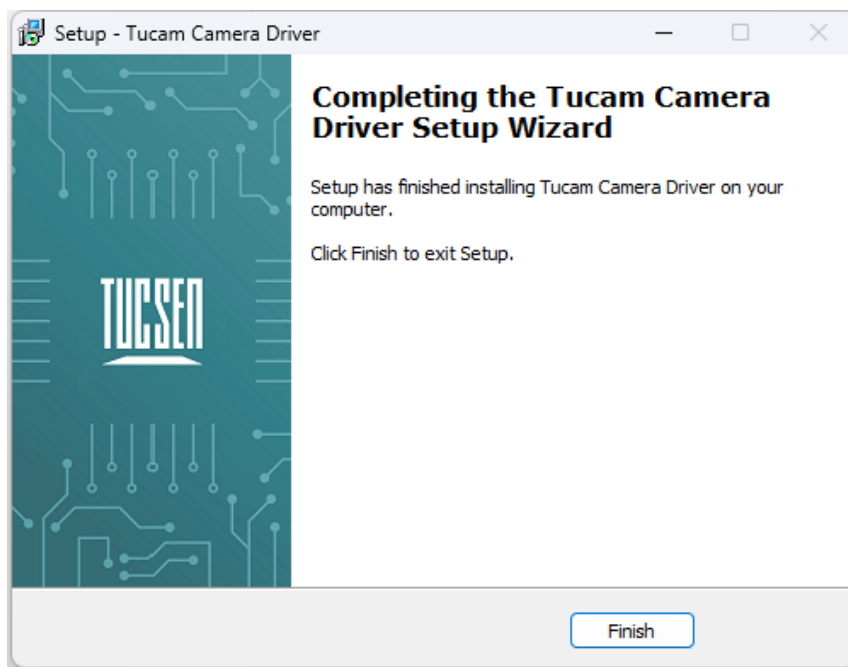 Setup - Tucam Camera Driver
Completing the Tucam Camera
Driver Setup Wizard
Setup has finished installing Tucam Camera Driver on your
computer.
Click Finish to exit Setup.
TUCSEN
Finish